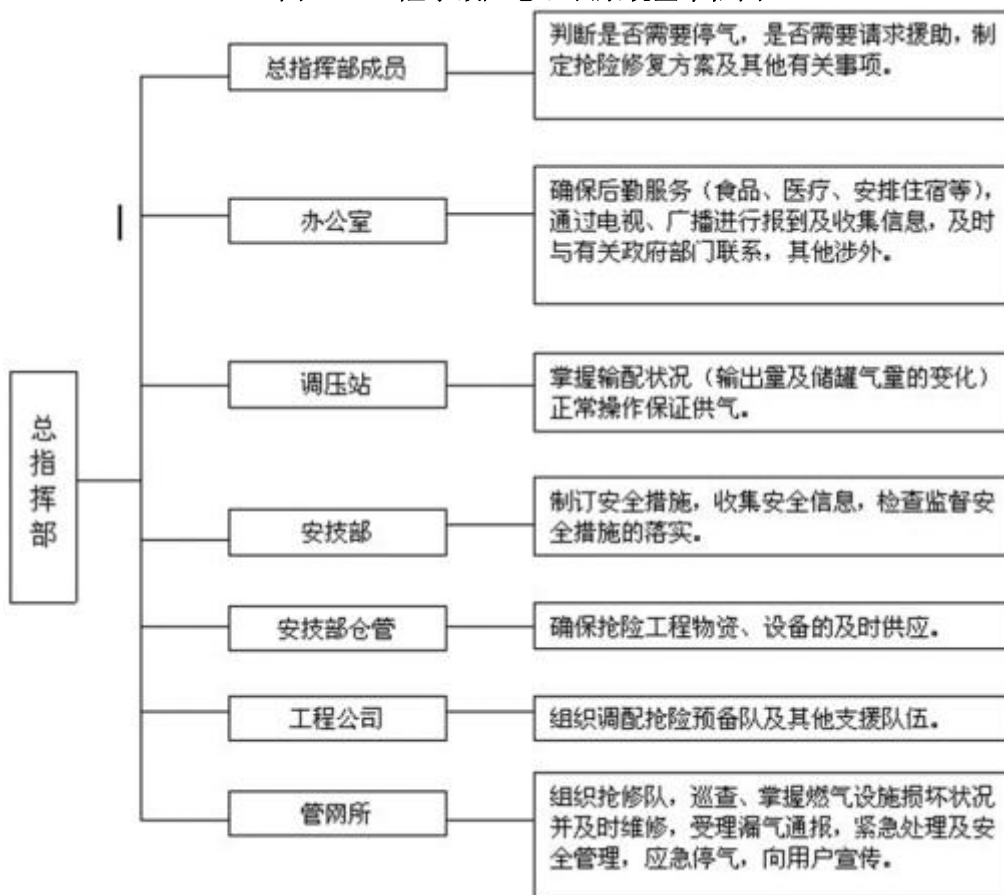 总指挥部
总指挥部成员
判断是否需要停气，是否需要请求援助，制
定抢险修复方案及其他有关事项。
办公室
确保后勤服务（食品、医疗、安排住宿等），
通过电视、广播进行报到及收集信息，及时
与有关政府部门联系，其他涉外。
调压站
掌握输配状况（输出量及储罐气量的变化）
正常操作保证供气。
安技部
制订安全措施，收集安全信息，检查监督安
全措施的落实。
安技部仓管
确保抢险工程物资、设备的及时供应。
工程公司
组织调配抢险预备队及其他支援队伍。
管网所
组织抢修队，巡查、掌握燃气设施损坏状况
并及时维修，受理漏气通报，紧急处理及安
全管理，应急停气，向用户宣传。